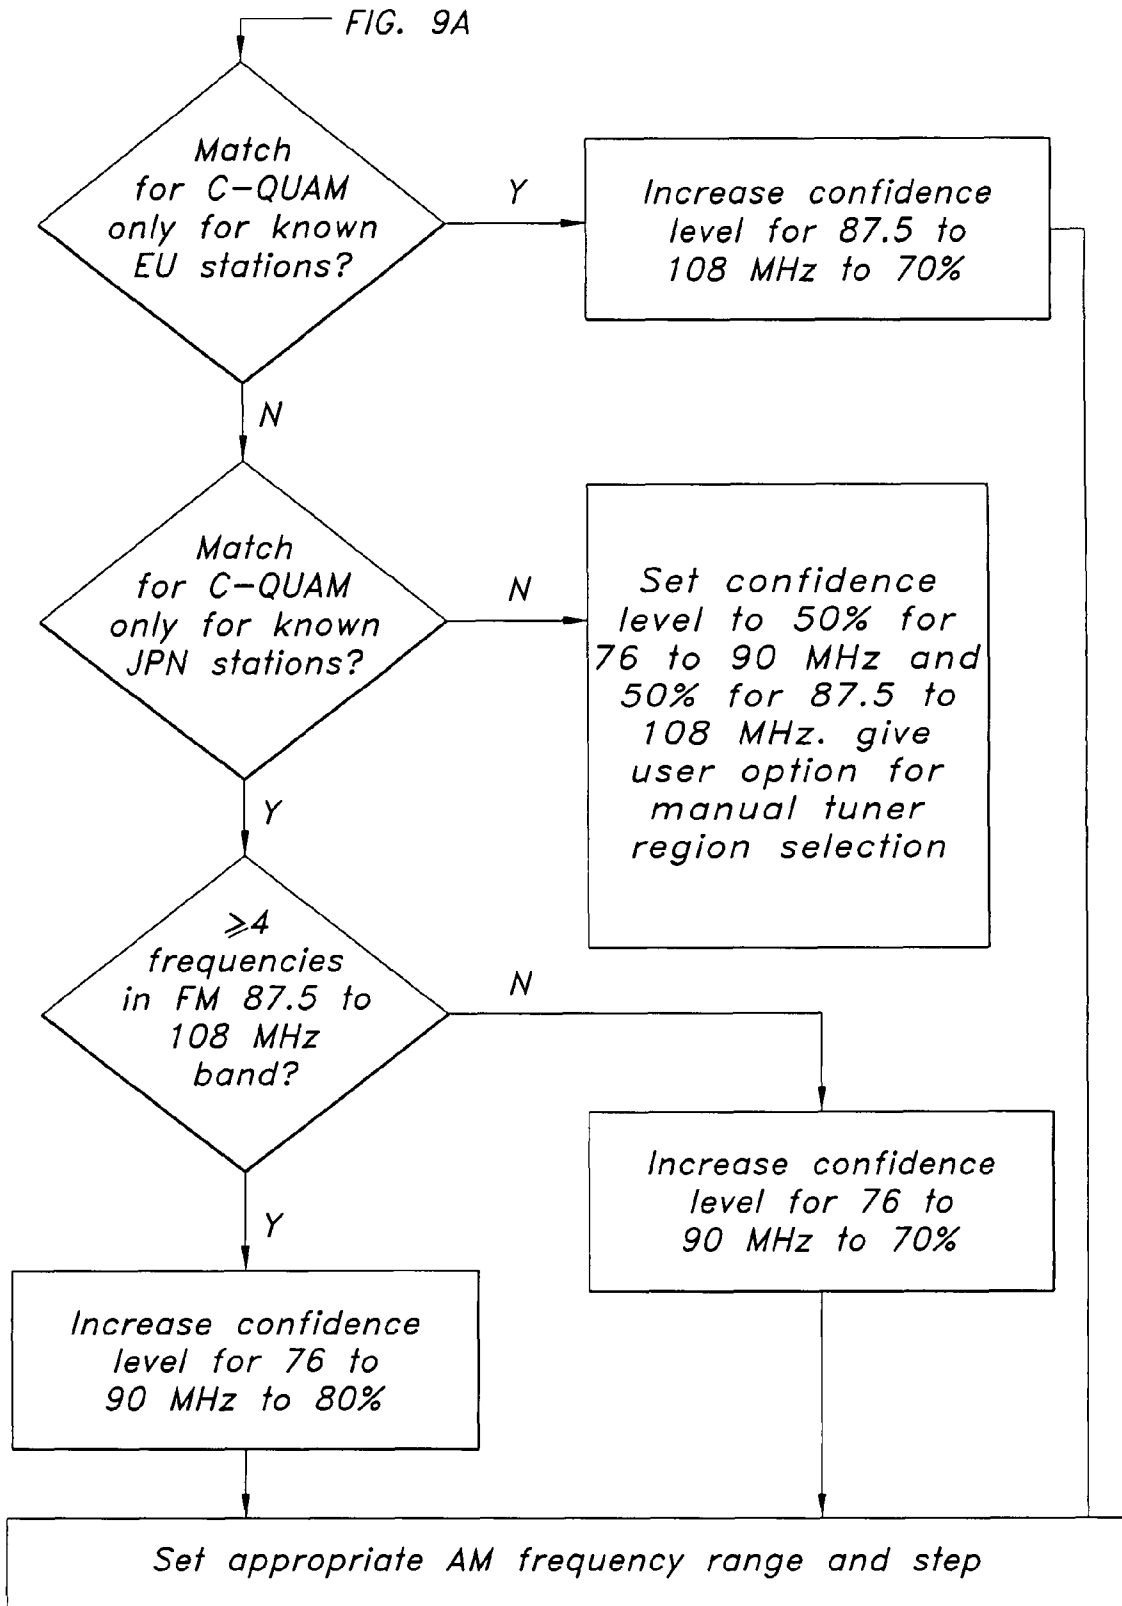 FIG. 9A
Match
for C-QUAM
only for known
EU stations?
Y
Increase confidence
level for 87.5 to
108 MHz to 70%
N
Match
for C-QUAM
only for known
JPN stations?
N
Set confidence
level to 50% for
76 to 90 MHz and
50% for 87.5 to
108 MHz. give
user option for
manual tuner
region selection
Y
⩾4
frequencies
in FM 87.5 to
108 MHz
band?
N
Increase confidence
level for 76 to
90 MHz to 70%
Y
Increase confidence
level for 76 to
90 MHz to 80%
Set appropriate AM frequency range and step